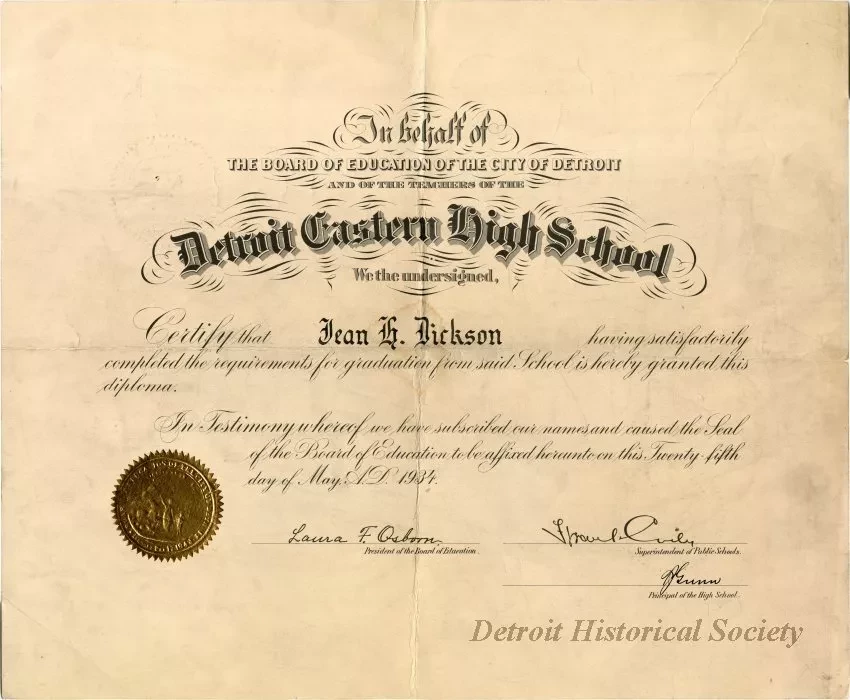 In behalf of
THE BOARD OF EDUCATION OF THE CITY OF DETROIT
AND OF THE TEACHERS OF THE
Detroit Eastern High School
We the undersigned,
Certify that Jean H. Dickson having satisfactorily
completed the requirements for graduation from said School is hereby granted this
diploma.
In Testimony whereof we have subscribed our names, and caused the Seal
of the Board of Education to be affixed hereunto on this Twenty-fifth
day of May, A.D. 1934.
Laura F. Osborn
President of the Board of Education
Superintendent of Public Schools.
Principal of the High School.
Detroit Historical Society